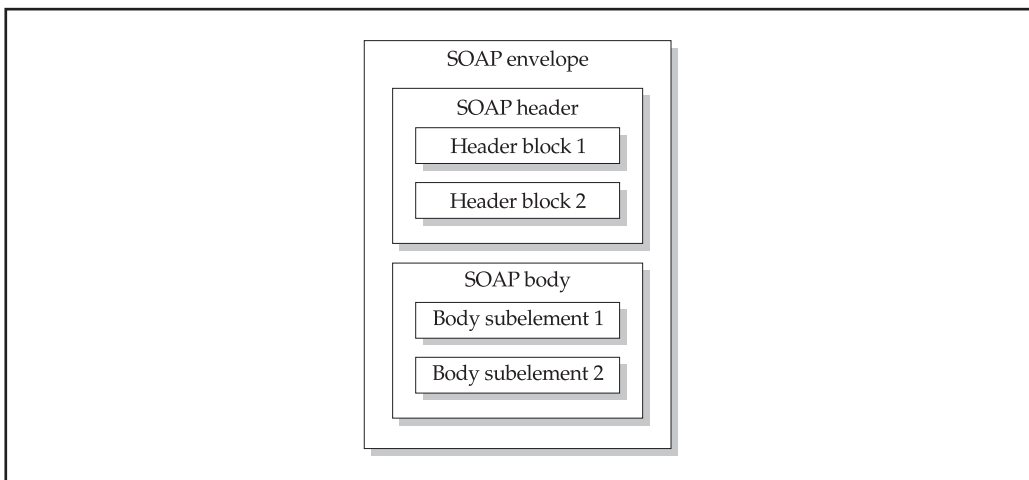 SOAP envelope
SOAP header
Header block 1
Header block 2
SOAP body
Body subelement 1
Body subelement 2